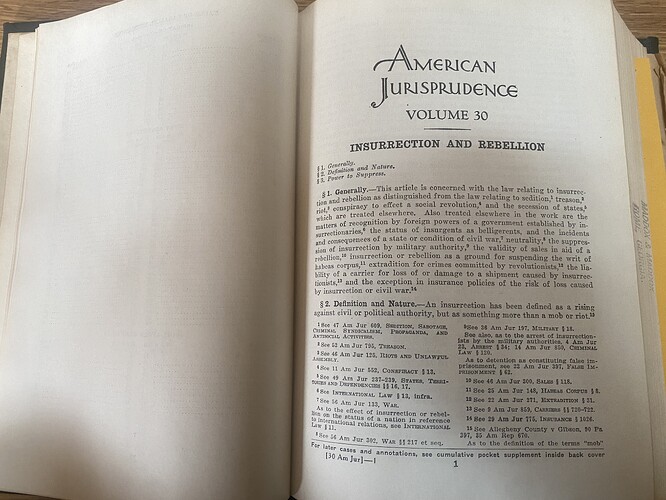 AMERICAN
JURISPRUDENCE
VOLUME 30
INSURRECTION AND REBELLION
§ 1. Generally.
§ 2. Definition and Nature.
§ 3. Power to Suppress.
§ 1. Generally.—This article is concerned with the law relating to insurrec-
tion and rebellion as distinguished from the law relating to sedition,¹ treason,²
riot,³ conspiracy to effect a social revolution,⁴ and the secession of states,⁵
which are treated elsewhere. Also treated elsewhere in the work are the
matters of recognition by foreign powers of a government established by in-
surrectionaries,⁶ the status of insurgents as belligerents, and the incidents
and consequences of a state or condition of civil war,⁷ neutrality,⁸ the suppres-
sion of insurrection by military authority,⁹ the validity of sales in aid of a
rebellion,¹⁰ insurrection or rebellion as a ground for suspending the writ of
habeas corpus,¹¹ extradition for crimes committed by revolutionists,¹² the lia-
bility of a carrier for loss of or damage to a shipment caused by insurrec-
tionists,¹³ and the exception in insurance policies of the risk of loss caused
by insurrection or civil war.¹⁴
§ 2. Definition and Nature.—An insurrection has been defined as a rising
against civil or political authority, but as something more than a mob or riot.¹⁵
¹ See 47 Am Jur 609, SEDITION, SABOTAGE,
CRIMINAL SYNDICALISM, PROPAGANDA, AND
ANTISOCIAL ACTIVITIES.
² See 52 Am Jur 795, TREASON.
³ See 46 Am Jur 125, RIOTS AND UNLAWFUL
ASSEMBLY.
⁴ See 11 Am Jur 552, CONSPIRACY § 13.
⁵ See 49 Am Jur 237–239, STATES, TERRI-
TORIES AND DEPENDENCIES §§ 16, 17.
⁶ See INTERNATIONAL LAW § 13, infra.
⁷ See 56 Am Jur 133, WAR.
As to the effect of insurrection or rebel-
lion on the status of a nation in reference
to international relations, see INTERNATIONAL
LAW § 11.
⁸ See 56 Am Jur 302, WAR §§ 217 et seq.
⁹ See 36 Am Jur 197, MILITARY § 18.
See also, as to the arrest of insurrection-
ists by the military authorities, 4 Am Jur
23, ARREST § 34; 14 Am Jur 850, CRIMINAL
LAW § 129.
As to detention as constituting false im-
prisonment, see 22 Am Jur 397, FALSE IM-
PRISONMENT § 62.
¹⁰ See 46 Am Jur 309, SALES § 118.
¹¹ See 25 Am Jur 148, HABEAS CORPUS § 8.
¹² See 22 Am Jur 271, EXTRADITION § 31.
¹³ See 9 Am Jur 859, CARRIERS §§ 720–722.
¹⁴ See 29 Am Jur 775, INSURANCE § 1026.
¹⁵ See Allegheny County v Gibson, 90 Pa
397, 35 Am Rep 670.
As to the definition of the terms “mob”
For later cases and annotations, see cumulative pocket supplement inside back cover
[30 Am Jur]—1
1